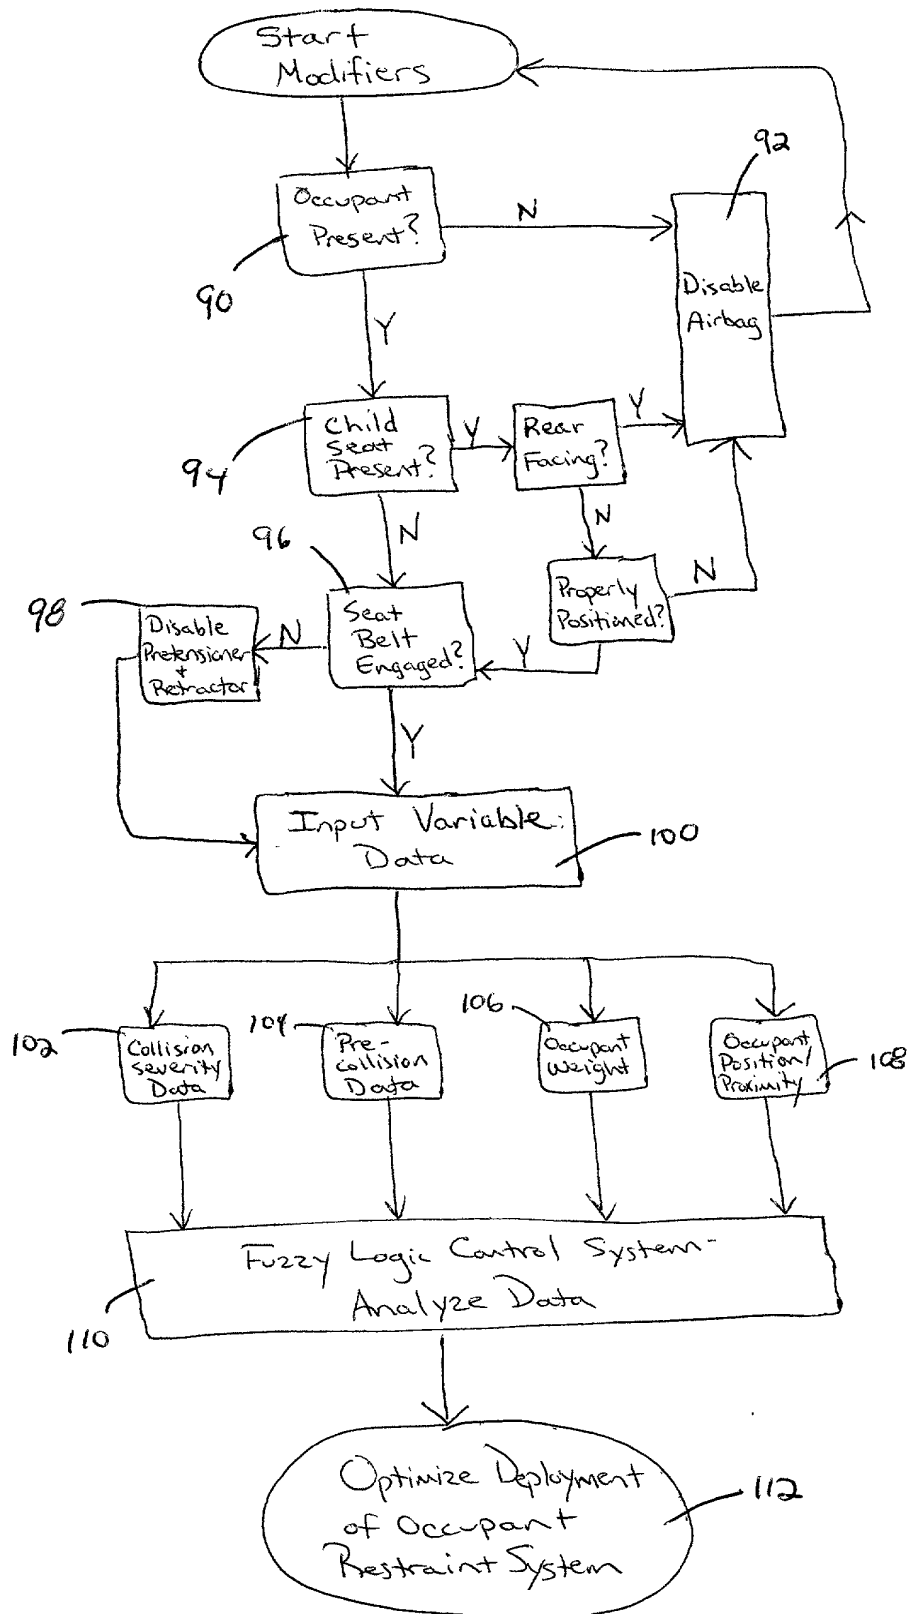 Start
Modifiers
92
Occupant
Present?
N
90
Disable
Airbag
Y
Child
Seat
Present?
Y
Rear
Facing?
Y
94
N
N
96
98
Disable
Pretensioner
+
Retractor
N
Seat
Belt
Engaged?
Properly
Positioned?
N
Y
Y
Input Variable:
Data
100
102
Collision
Severity
Data
104
Pre-
collision
Data
106
Occupant
Weight
Occupant
Position/
Proximity
108
Fuzzy Logic Control System-
Analyze Data
110
Optimize Deployment
of Occupant
Restraint System
112